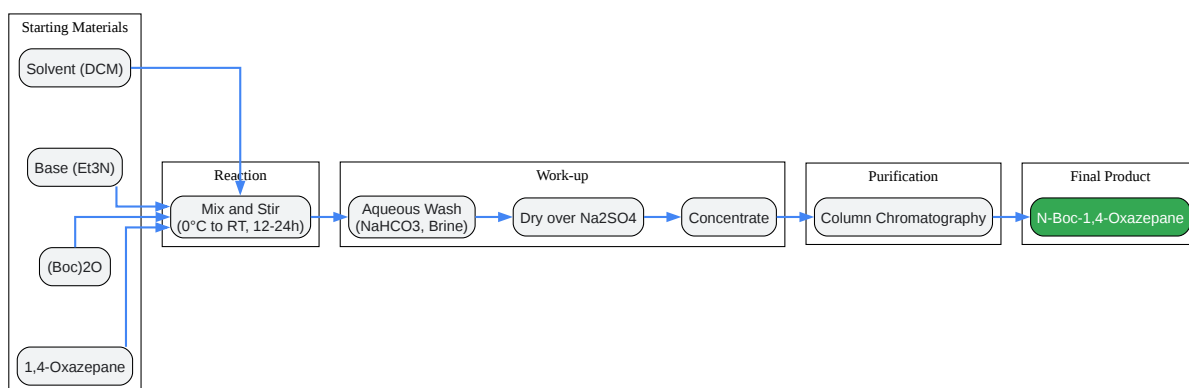 Starting Materials
Solvent (DCM)
Base (Et3N)
(Boc)2O
1,4-Oxazepane
Reaction
Mix and Stir
(0°C to RT, 12-24h)
Work-up
Aqueous Wash
(NaHCO3, Brine)
Dry over Na2SO4
Concentrate
Purification
Column Chromatography
Final Product
N-Boc-1,4-Oxazepane